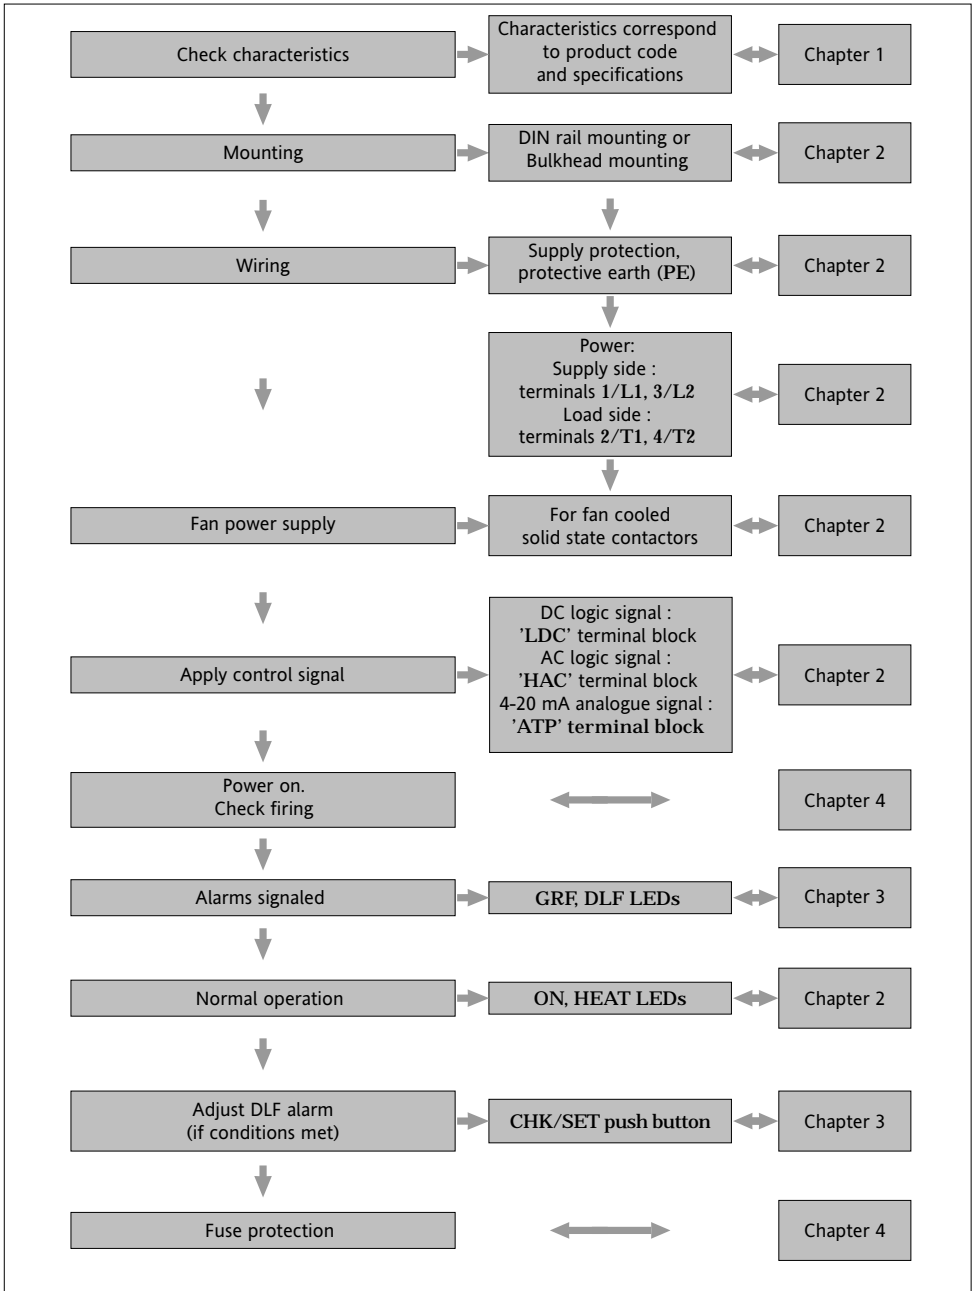 Check characteristics
Characteristics correspond
to product code
and specifications
Chapter 1
Mounting
DIN rail mounting or
Bulkhead mounting
Chapter 2
Wiring
Supply protection,
protective earth (PE)
Chapter 2
Power:
Supply side :
terminals 1/L1, 3/L2
Load side :
terminals 2/T1, 4/T2
Chapter 2
Fan power supply
For fan cooled
solid state contactors
Chapter 2
Apply control signal
DC logic signal :
’LDC’ terminal block
AC logic signal :
’HAC’ terminal block
4-20 mA analogue signal :
’ATP’ terminal block
Chapter 2
Power on.
Check firing
Chapter 4
Alarms signaled
GRF, DLF LEDs
Chapter 3
Normal operation
ON, HEAT LEDs
Chapter 2
Adjust DLF alarm
(if conditions met)
CHK/SET push button
Chapter 3
Fuse protection
Chapter 4